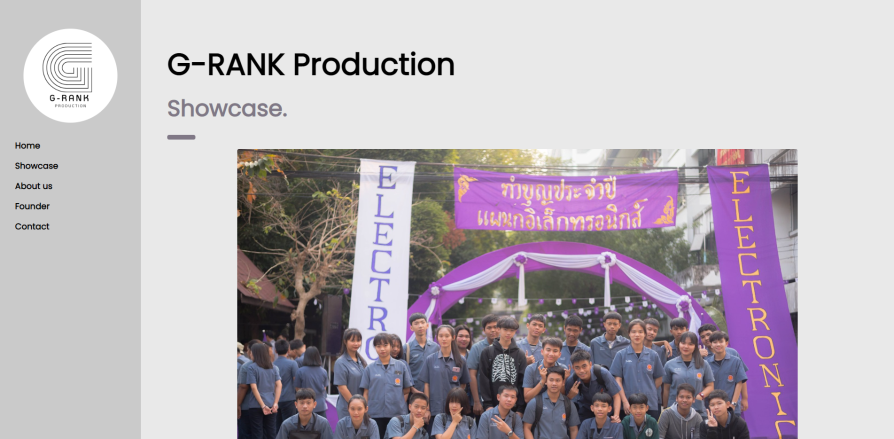 G-RANK
PRODUCTION
Home
Showcase
About us
Founder
Contact
G-RANK Production
Showcase.
ELECTR
ทำบุญประจำปี
แผนกอิเล็กทรอนิกส์
ELECTRONIC